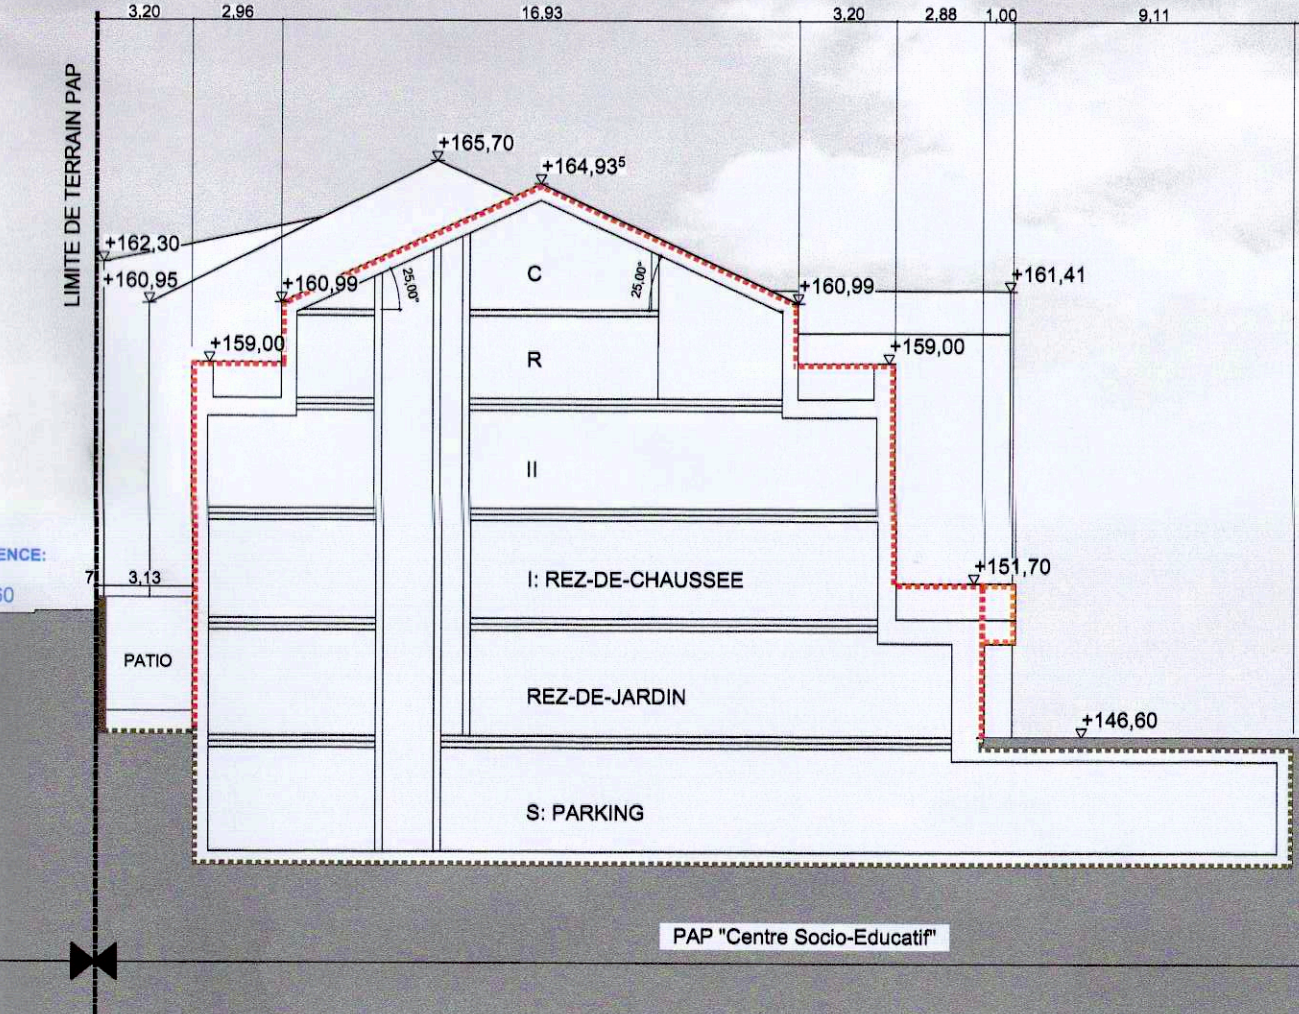 3,20 2,96 16,93 3,20 2,88 1,00 9,11
LIMITE DE TERRAIN PAP
+165,70
+164,93⁵
+162,30
+160,95
+160,99
25,00°
C
25,00°
+160,99
+161,41
+159,00
R
+159,00
II
ENCE:
7 3,13
I: REZ-DE-CHAUSSEE
+151,70
60
PATIO
REZ-DE-JARDIN
+146,60
S: PARKING
PAP "Centre Socio-Educatif"